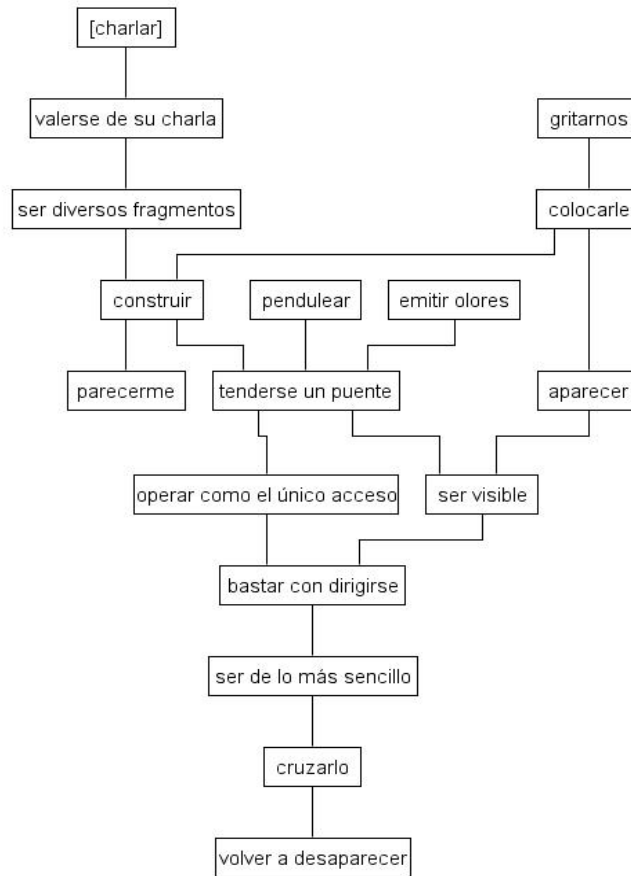 [charlar]
valerse de su charla
gritarnos
ser diversos fragmentos
colocarle
construir
pendulear
emitir olores
parecerme
tenderse un puente
aparecer
operar como el único acceso
ser visible
bastar con dirigirse
ser de lo más sencillo
cruzarlo
volver a desaparecer